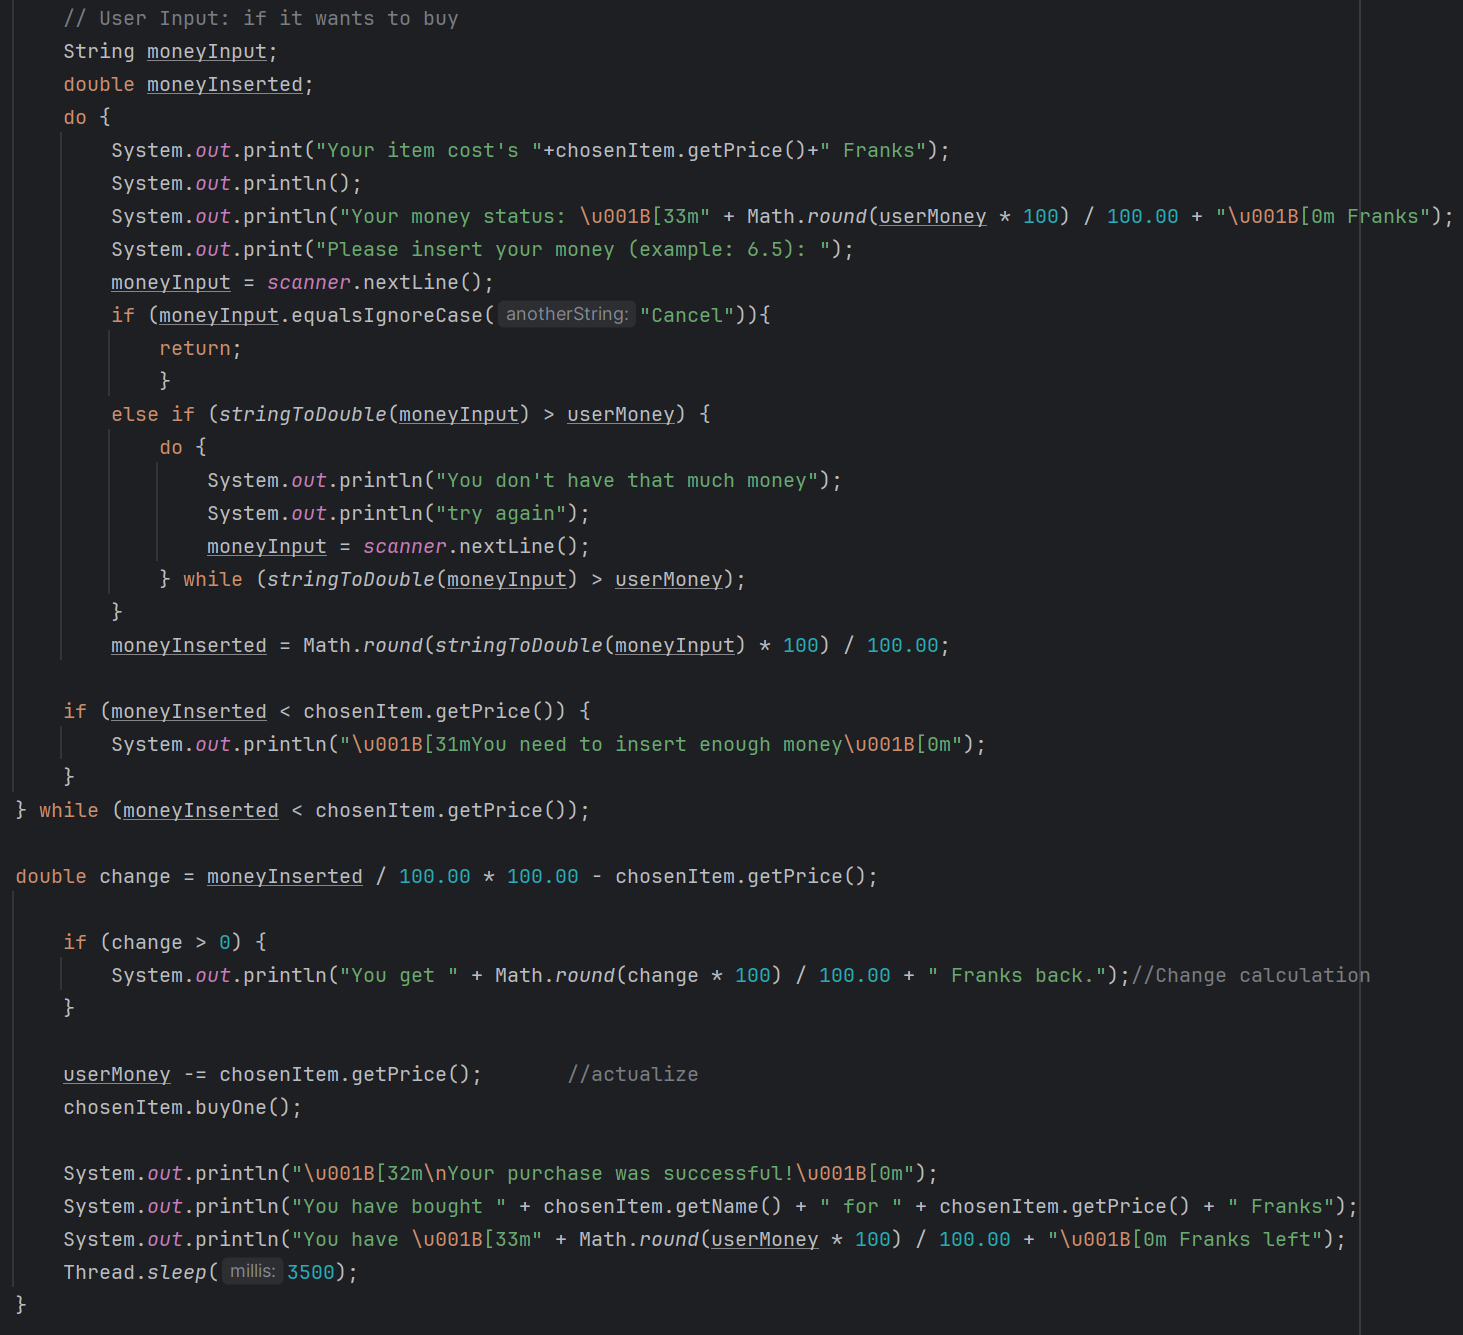 // User Input: if it wants to buy
String moneyInput;
double moneyInserted;
do {
System.out.print("Your item cost's "+chosenItem.getPrice()+" Franks");
System.out.println();
System.out.println("Your money status: \u001B[33m" + Math.round(userMoney * 100) / 100.00 + "\u001B[0m Franks");
System.out.print("Please insert your money (example: 6.5): ");
moneyInput = scanner.nextLine();
if (moneyInput.equalsIgnoreCase( anotherString: "Cancel")){
return;
}
else if (stringToDouble(moneyInput) > userMoney) {
do {
System.out.println("You don't have that much money");
System.out.println("try again");
moneyInput = scanner.nextLine();
} while (stringToDouble(moneyInput) > userMoney);
}
moneyInserted = Math.round(stringToDouble(moneyInput) * 100) / 100.00;
if (moneyInserted < chosenItem.getPrice()) {
System.out.println("\u001B[31mYou need to insert enough money\u001B[0m");
}
} while (moneyInserted < chosenItem.getPrice());
double change = moneyInserted / 100.00 * 100.00 - chosenItem.getPrice();
if (change > 0) {
System.out.println("You get " + Math.round(change * 100) / 100.00 + " Franks back.");//Change calculation
}
userMoney -= chosenItem.getPrice();       //actualize
chosenItem.buyOne();
System.out.println("\u001B[32m\nYour purchase was successful!\u001B[0m");
System.out.println("You have bought " + chosenItem.getName() + " for " + chosenItem.getPrice() + " Franks");
System.out.println("You have \u001B[33m" + Math.round(userMoney * 100) / 100.00 + "\u001B[0m Franks left");
Thread.sleep( millis: 3500);
}